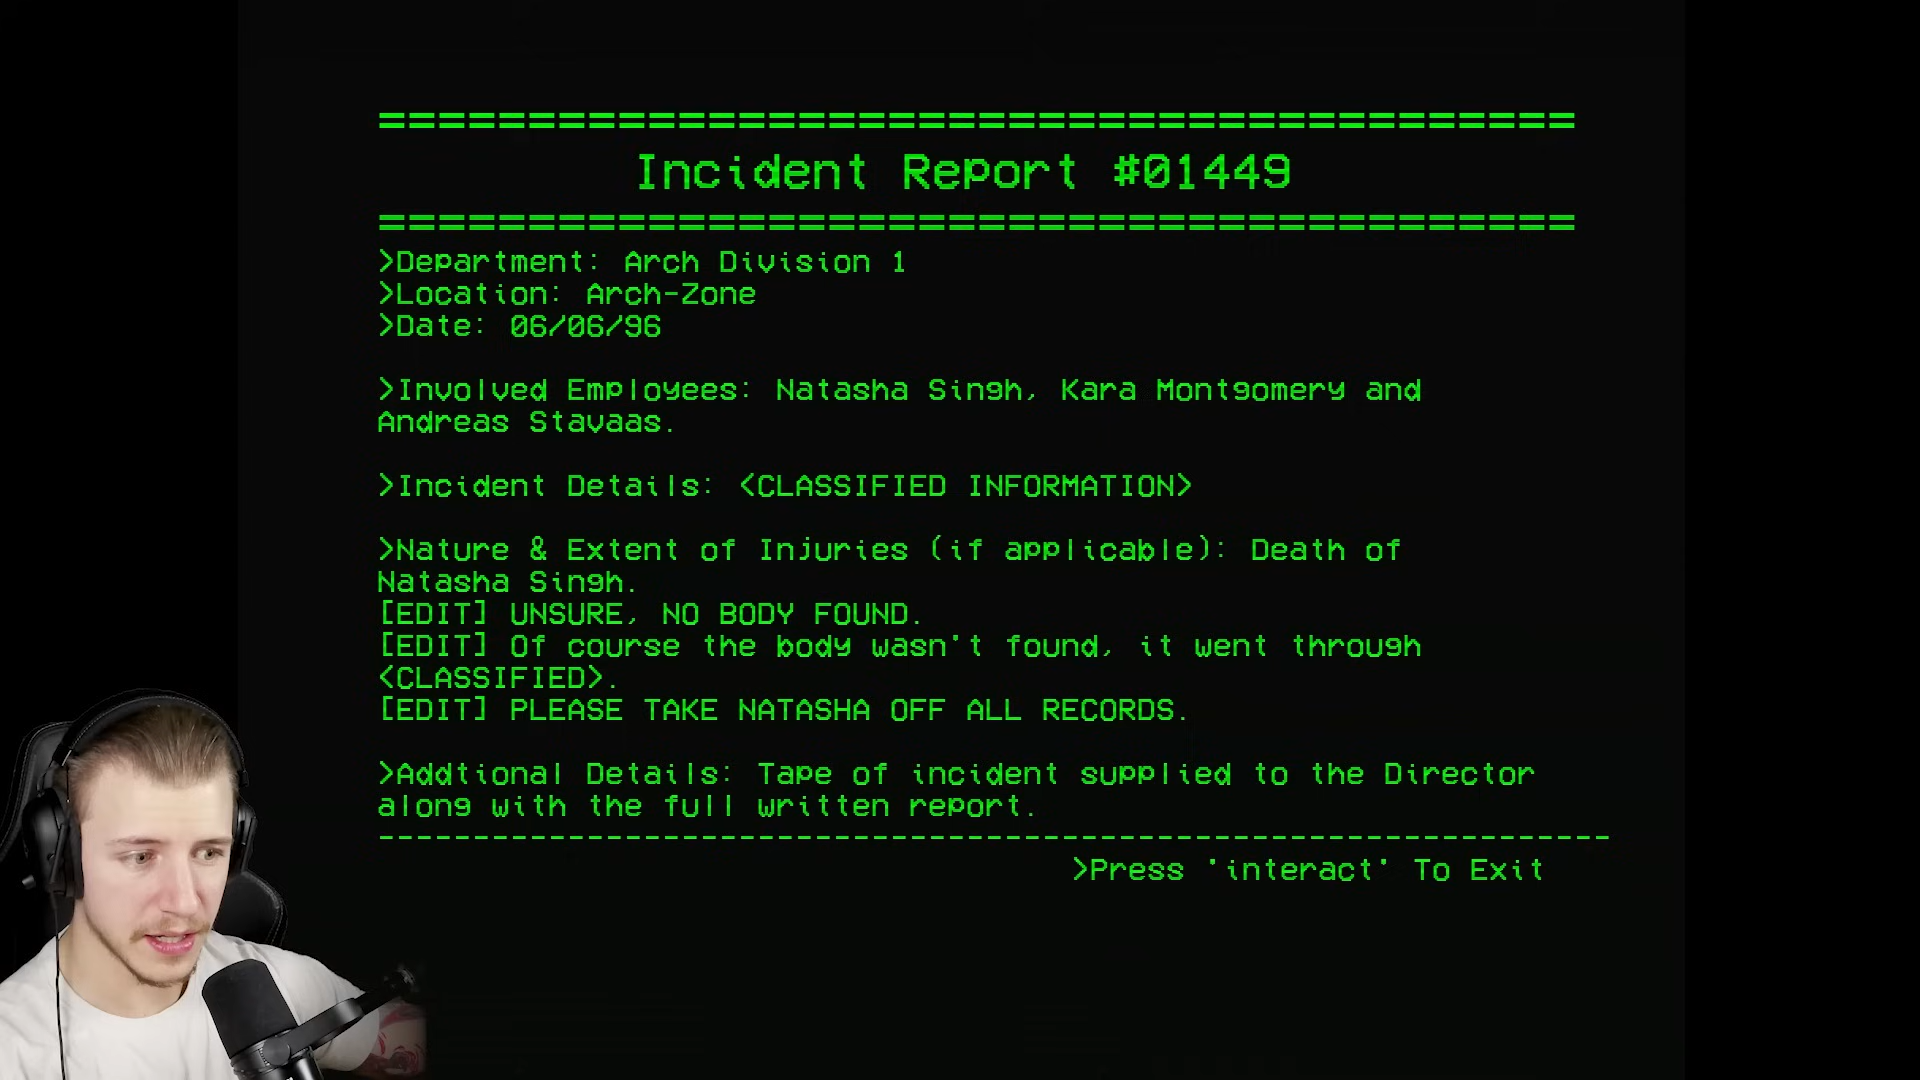 ========================================
Incident Report #01449
========================================
>Department: Arch Division 1
>Location: Arch-Zone
>Date: 06/06/96
>Involved Employees: Natasha Singh, Kara Montgomery and
Andreas Stavaas.
>Incident Details: <CLASSIFIED INFORMATION>
>Nature & Extent of Injuries (if applicable): Death of
Natasha Singh.
[EDIT] UNSURE, NO BODY FOUND.
[EDIT] Of course the body wasn't found, it went through
<CLASSIFIED>.
[EDIT] PLEASE TAKE NATASHA OFF ALL RECORDS.
>Addtional Details: Tape of incident supplied to the Director
along with the full written report.
-----------------------------------------------------------------
>Press 'interact' To Exit